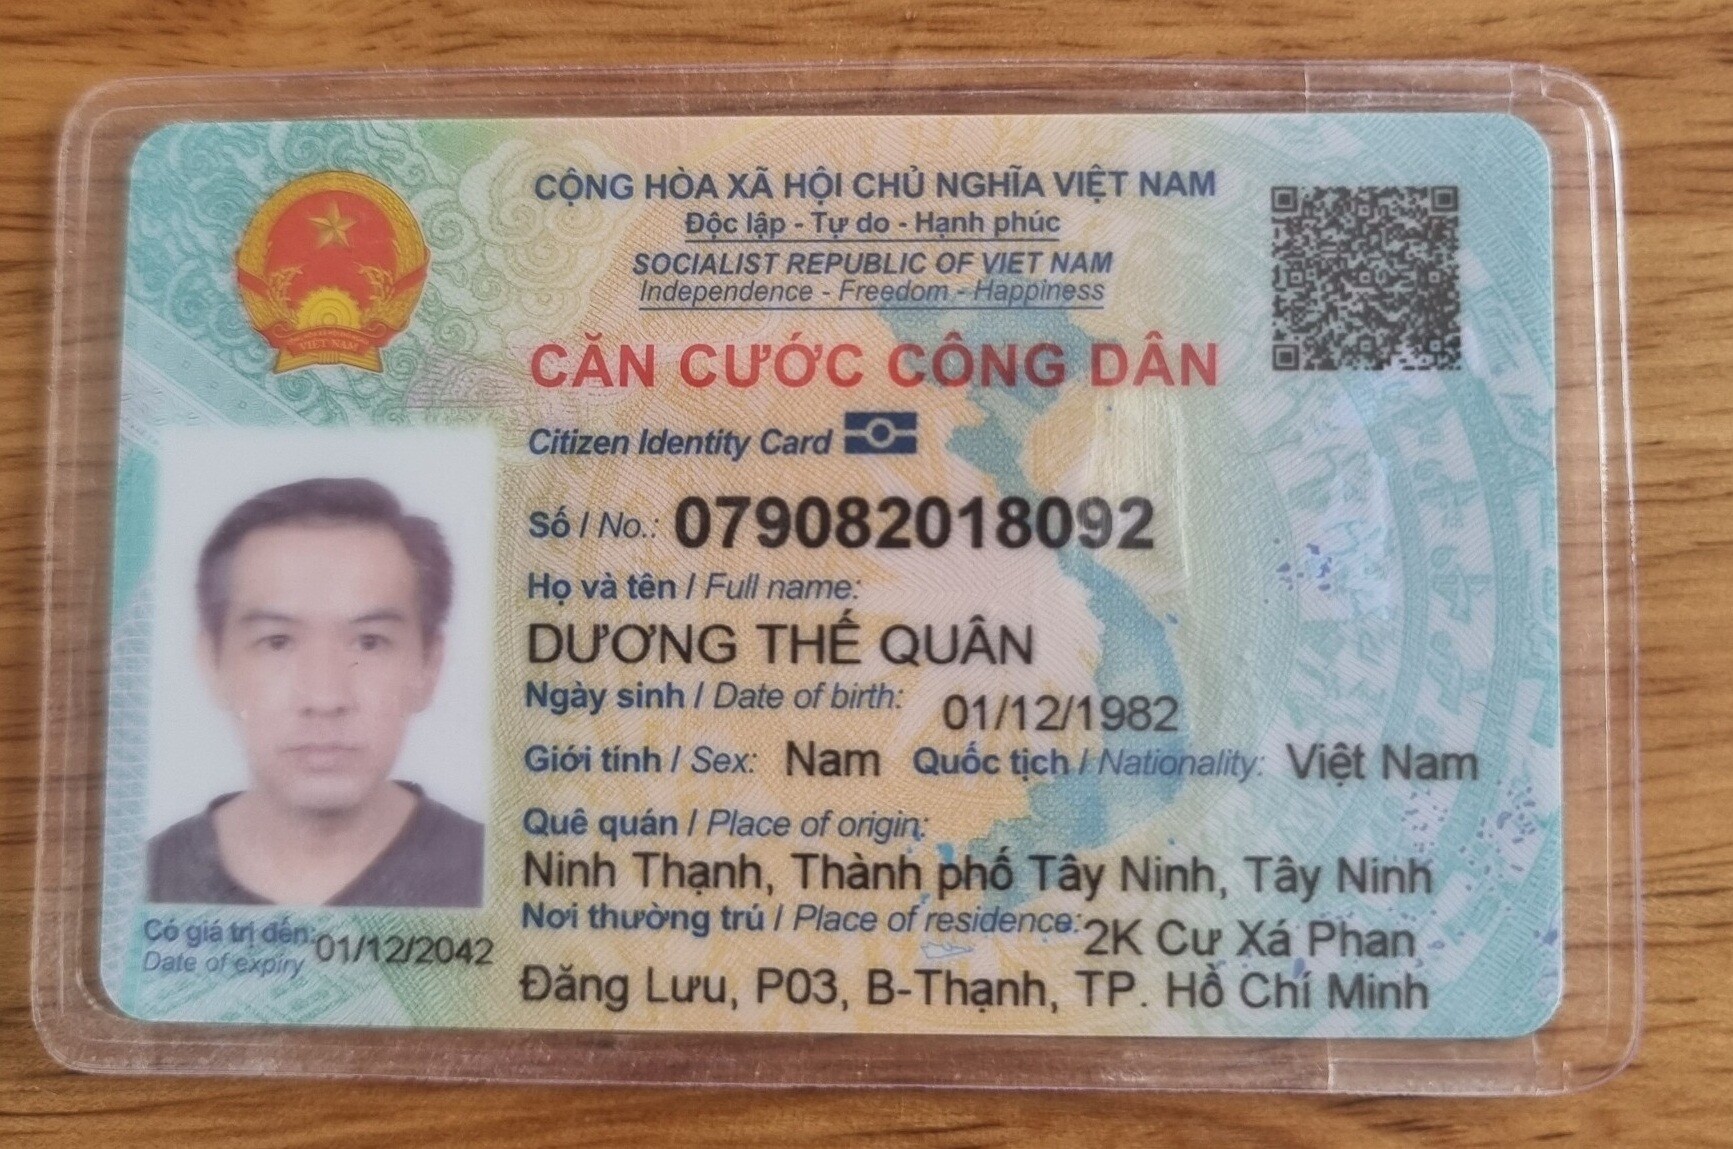 CỘNG HÒA XÃ HỘI CHỦ NGHĨA VIỆT NAM
Độc lập - Tự do - Hạnh phúc
SOCIALIST REPUBLIC OF VIET NAM
Independence - Freedom - Happiness
VIỆT NAM
CĂN CƯỚC CÔNG DÂN
Citizen Identity Card
Số / No.: 079082018092
Họ và tên / Full name:
DƯƠNG THẾ QUÂN
Ngày sinh / Date of birth: 01/12/1982
Giới tính / Sex: Nam Quốc tịch / Nationality: Việt Nam
Quê quán / Place of origin:
Ninh Thạnh, Thành phố Tây Ninh, Tây Ninh
Nơi thường trú / Place of residence: 2K Cư Xá Phan
Đăng Lưu, P03, B-Thạnh, TP. Hồ Chí Minh
Có giá trị đến: 01/12/2042
Date of expiry